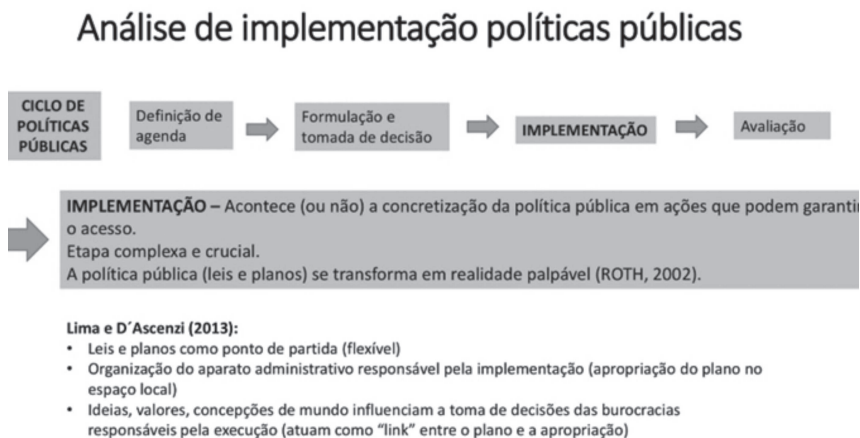 Análise de implementação políticas públicas
CICLO DE
POLÍTICAS
PÚBLICAS
Definição de
agenda
Formulação e
tomada de decisão
IMPLEMENTAÇÃO
Avaliação
IMPLEMENTAÇÃO – Acontece (ou não) a concretização da política pública em ações que podem garantir
o acesso.
Etapa complexa e crucial.
A política pública (leis e planos) se transforma em realidade palpável (ROTH, 2002).
Lima e D´Ascenzi (2013):
• Leis e planos como ponto de partida (flexível)
• Organização do aparato administrativo responsável pela implementação (apropriação do plano no
espaço local)
• Ideias, valores, concepções de mundo influenciam a toma de decisões das burocracias
responsáveis pela execução (atuam como “link” entre o plano e a apropriação)